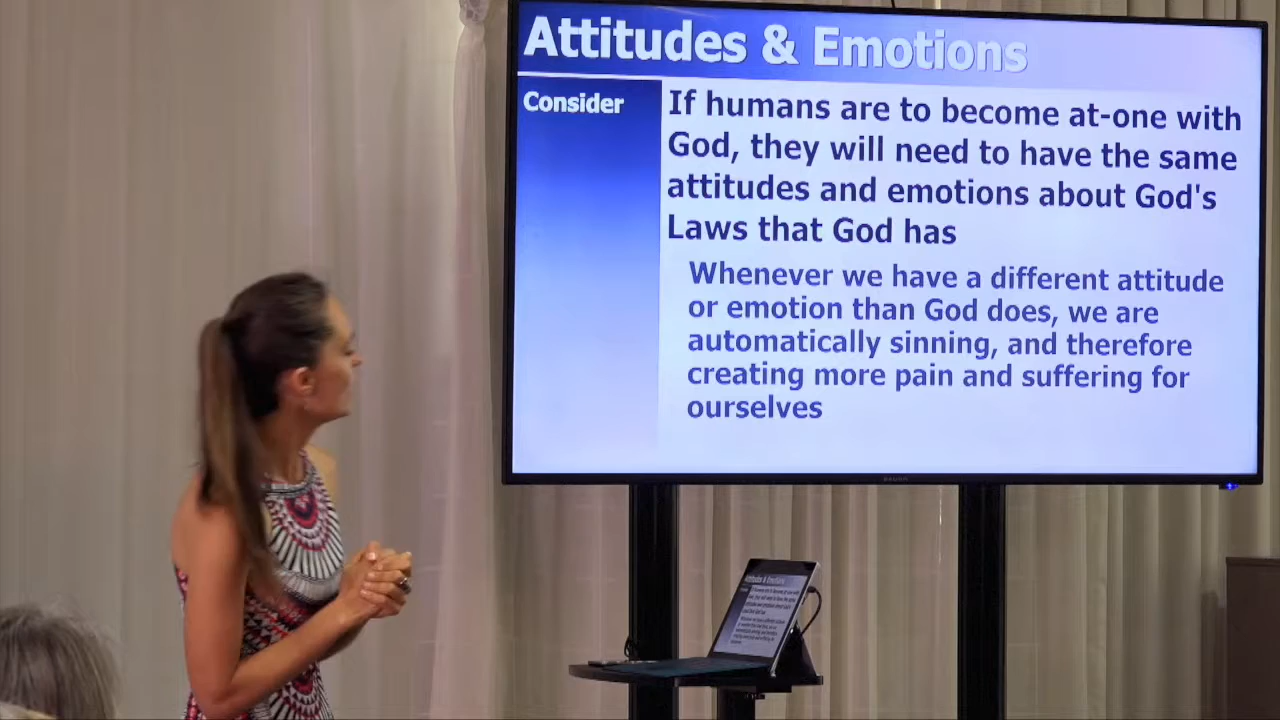 Attitudes & Emotions
Consider
If humans are to become at-one with
God, they will need to have the same
attitudes and emotions about God's
Laws that God has
Whenever we have a different attitude
or emotion than God does, we are
automatically sinning, and therefore
creating more pain and suffering for
ourselves
Attitudes & Emotions